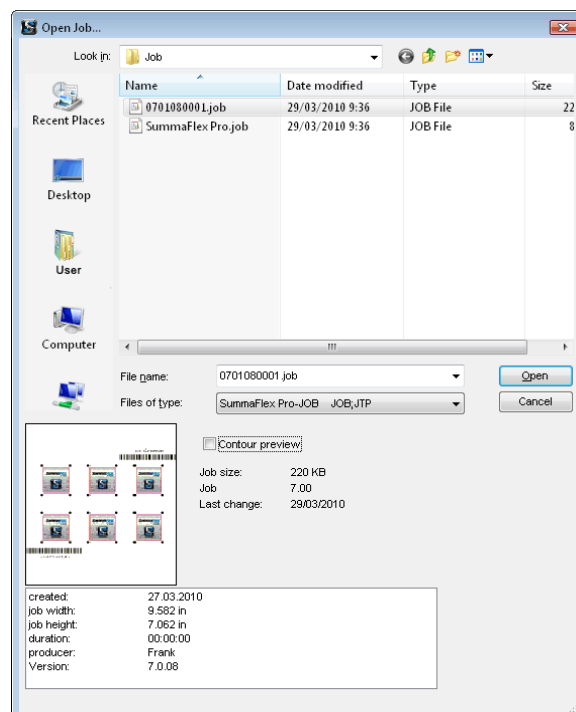 Open Job...
Look in: Job
Name Date modified Type Size
0701080001.job 29/03/2010 9:36 JOB File 22
SummaFlex Pro.job 29/03/2010 9:36 JOB File 8
Recent Places
Desktop
User
Computer
File name: 0701080001.job Open
Files of type: SummaFlex Pro-JOB JOB;JTP Cancel
Contour preview
Job size: 220 KB
Job 7.00
Last change: 29/03/2010
created: 27.03.2010
job width: 9.582 in
job height: 7.062 in
duration: 00:00:00
producer: Frank
Version: 7.0.08